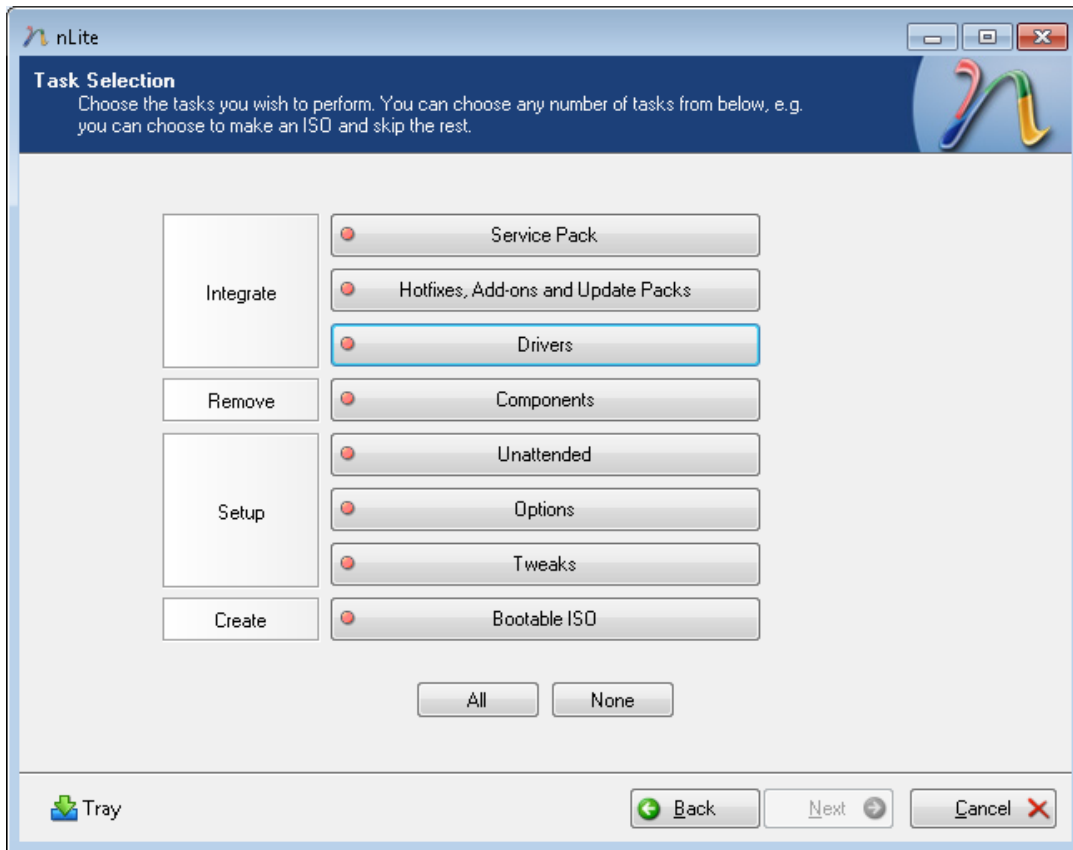 nLite
Task Selection
Choose the tasks you wish to perform. You can choose any number of tasks from below, e.g.
you can choose to make an ISO and skip the rest.
Integrate
Service Pack
Hotfixes, Add-ons and Update Packs
Drivers
Remove
Components
Setup
Unattended
Options
Tweaks
Create
Bootable ISO
All
None
Tray
Back
Next
Cancel